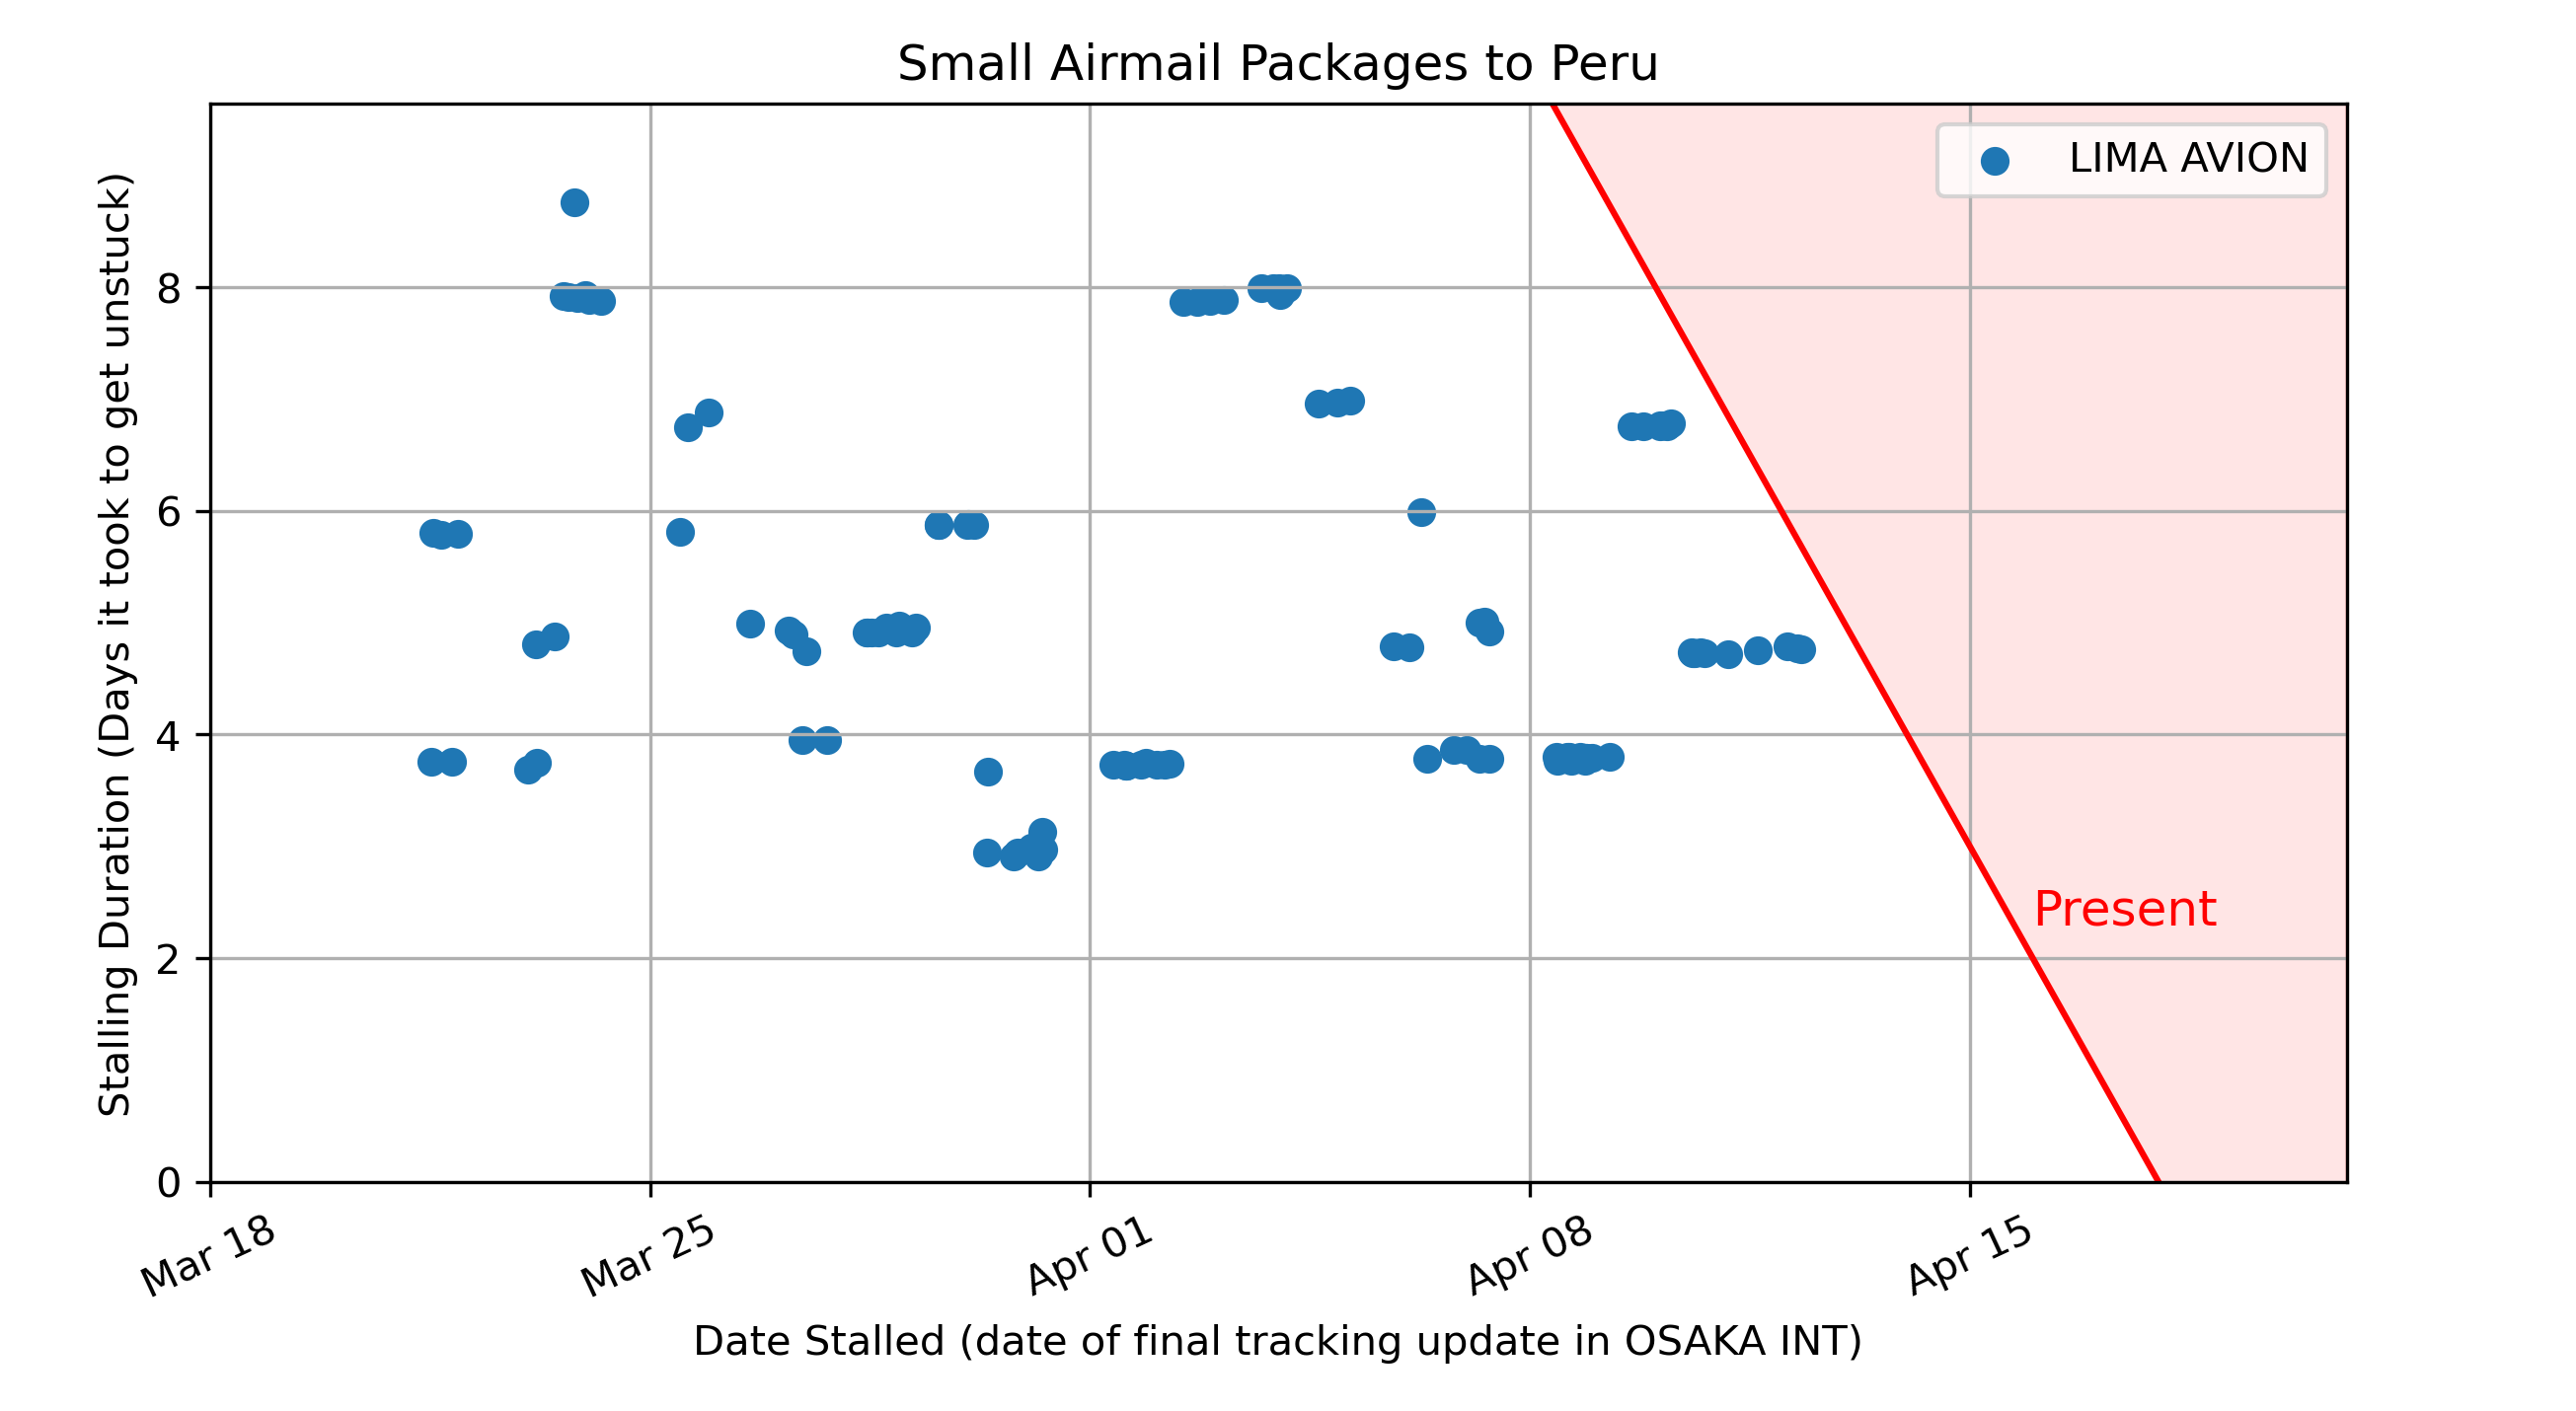 Small Airmail Packages to Peru
LIMA AVION
Stalling Duration (Days it took to get unstuck)
8
6
4
2
0
Present
Mar 18
Mar 25
Apr 01
Apr 08
Apr 15
Date Stalled (date of final tracking update in OSAKA INT)